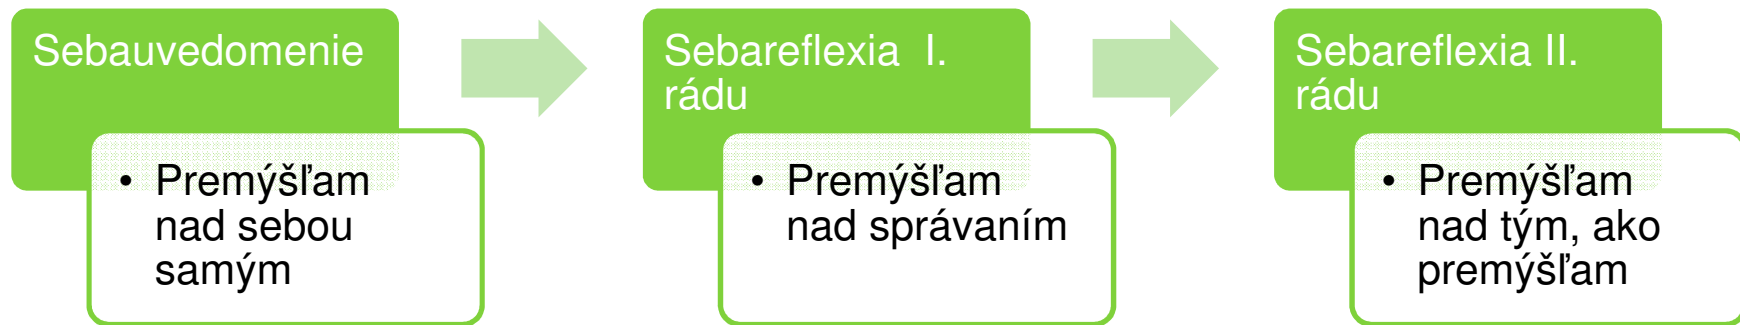 Sebauvedomenie
• Premýšľam
nad sebou
samým
Sebareflexia I.
rádu
• Premýšľam
nad správaním
Sebareflexia II.
rádu
• Premýšľam
nad tým, ako
premýšľam